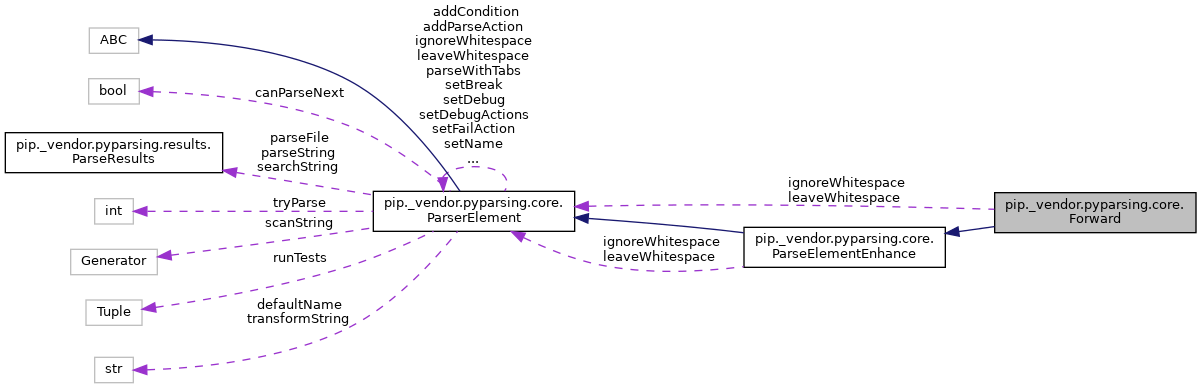 addCondition
addParseAction
ignoreWhitespace
leaveWhitespace
parseWithTabs
setBreak
setDebug
setDebugActions
setFailAction
setName
...
ABC
bool
canParseNext
pip._vendor.pyparsing.results.
ParseResults
parseFile
parseString
searchString
int
tryParse
scanString
Generator
runTests
Tuple
defaultName
transformString
str
pip._vendor.pyparsing.core.
ParserElement
ignoreWhitespace
leaveWhitespace
ignoreWhitespace
leaveWhitespace
pip._vendor.pyparsing.core.
ParseElementEnhance
pip._vendor.pyparsing.core.
Forward